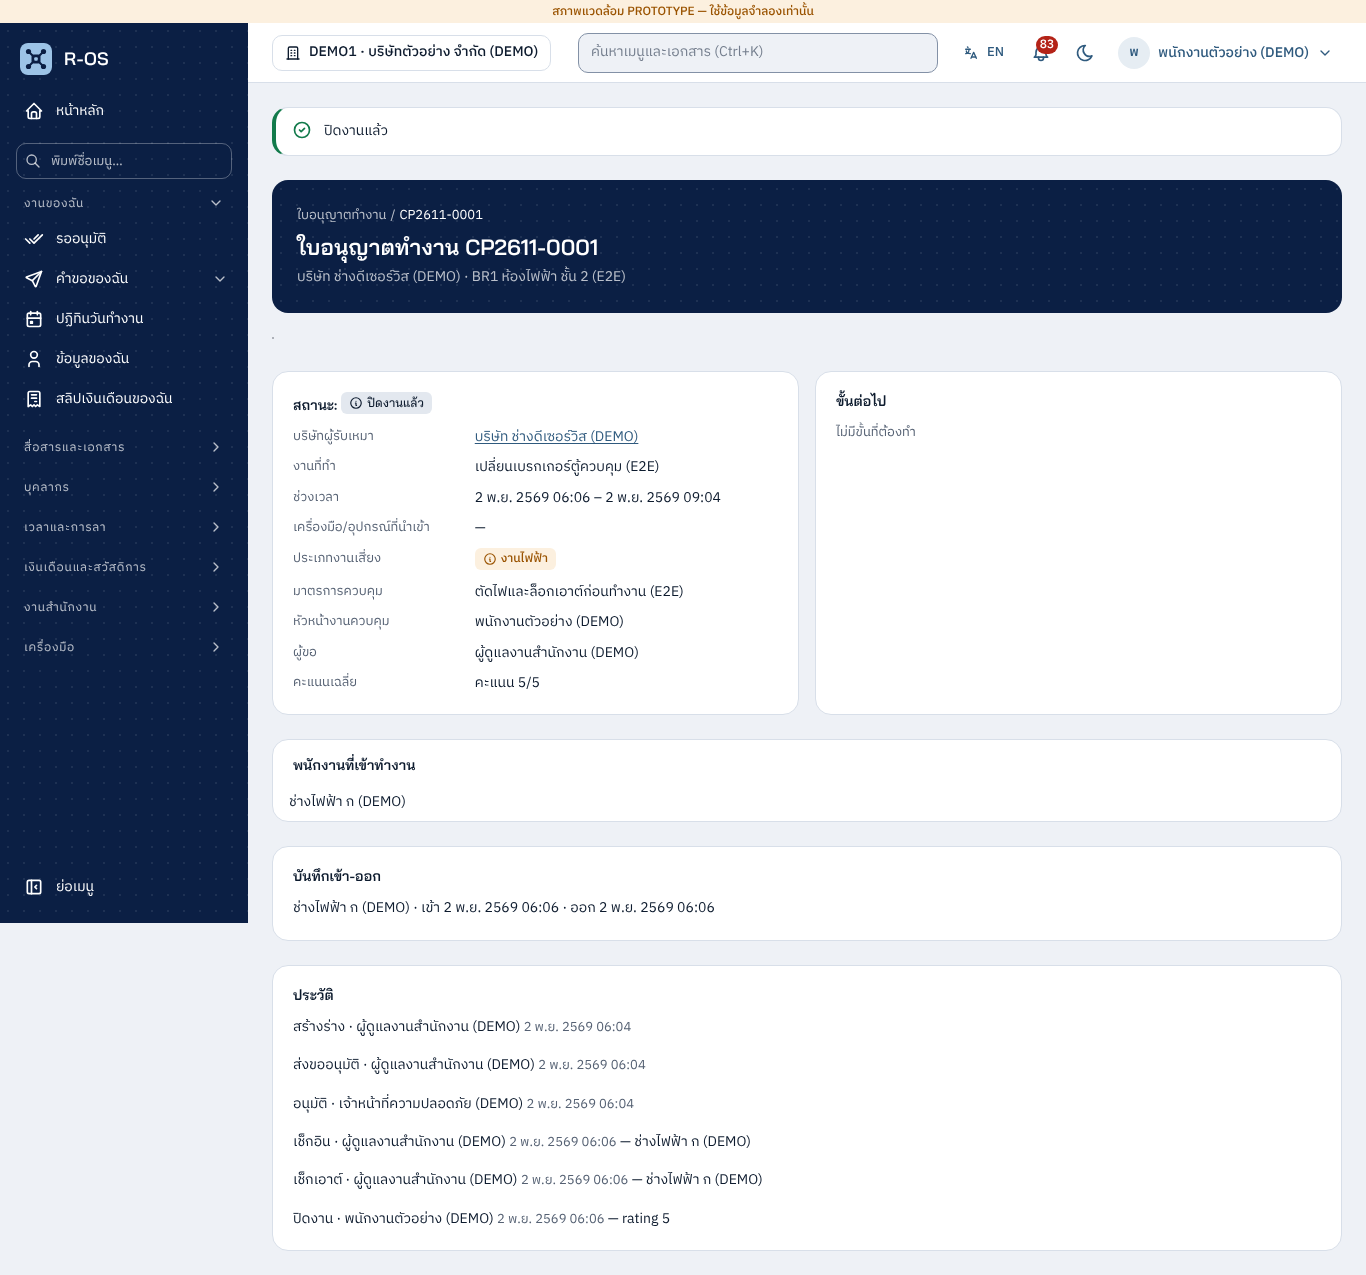 สภาพแวดล้อม PROTOTYPE — ใช้ข้อมูลจำลองเท่านั้น
R-OS
DEMO1 · บริษัทตัวอย่าง จำกัด (DEMO)
ค้นหาเมนูและเอกสาร (Ctrl+K)
EN
83
พ
พนักงานตัวอย่าง (DEMO)
หน้าหลัก
พิมพ์ชื่อเมนู...
งานของฉัน
รออนุมัติ
คำขอของฉัน
ปฏิทินวันทำงาน
ข้อมูลของฉัน
สลิปเงินเดือนของฉัน
สื่อสารและเอกสาร
บุคลากร
เวลาและการลา
เงินเดือนและสวัสดิการ
งานสำนักงาน
เครื่องมือ
ย่อเมนู
ปิดงานแล้ว
ใบอนุญาตทำงาน / CP2611-0001
ใบอนุญาตทำงาน CP2611-0001
บริษัท ช่างดีเซอร์วิส (DEMO) · BR1 ห้องไฟฟ้า ชั้น 2 (E2E)
.
สถานะ: ปิดงานแล้ว
บริษัทผู้รับเหมา บริษัท ช่างดีเซอร์วิส (DEMO)
งานที่ทำ เปลี่ยนเบรกเกอร์ตู้ควบคุม (E2E)
ช่วงเวลา 2 พ.ย. 2569 06:06 – 2 พ.ย. 2569 09:04
เครื่องมือ/อุปกรณ์ที่นำเข้า —
ประเภทงานเสี่ยง งานไฟฟ้า
มาตรการควบคุม ตัดไฟและล็อกเอาต์ก่อนทำงาน (E2E)
หัวหน้างานควบคุม พนักงานตัวอย่าง (DEMO)
ผู้ขอ ผู้ดูแลงานสำนักงาน (DEMO)
คะแนนเฉลี่ย คะแนน 5/5
ขั้นต่อไป
ไม่มีขั้นที่ต้องทำ
พนักงานที่เข้าทำงาน
ช่างไฟฟ้า ก (DEMO)
บันทึกเข้า-ออก
ช่างไฟฟ้า ก (DEMO) · เข้า 2 พ.ย. 2569 06:06 · ออก 2 พ.ย. 2569 06:06
ประวัติ
สร้างร่าง · ผู้ดูแลงานสำนักงาน (DEMO) 2 พ.ย. 2569 06:04
ส่งขออนุมัติ · ผู้ดูแลงานสำนักงาน (DEMO) 2 พ.ย. 2569 06:04
อนุมัติ · เจ้าหน้าที่ความปลอดภัย (DEMO) 2 พ.ย. 2569 06:04
เช็กอิน · ผู้ดูแลงานสำนักงาน (DEMO) 2 พ.ย. 2569 06:06 — ช่างไฟฟ้า ก (DEMO)
เช็กเอาต์ · ผู้ดูแลงานสำนักงาน (DEMO) 2 พ.ย. 2569 06:06 — ช่างไฟฟ้า ก (DEMO)
ปิดงาน · พนักงานตัวอย่าง (DEMO) 2 พ.ย. 2569 06:06 — rating 5